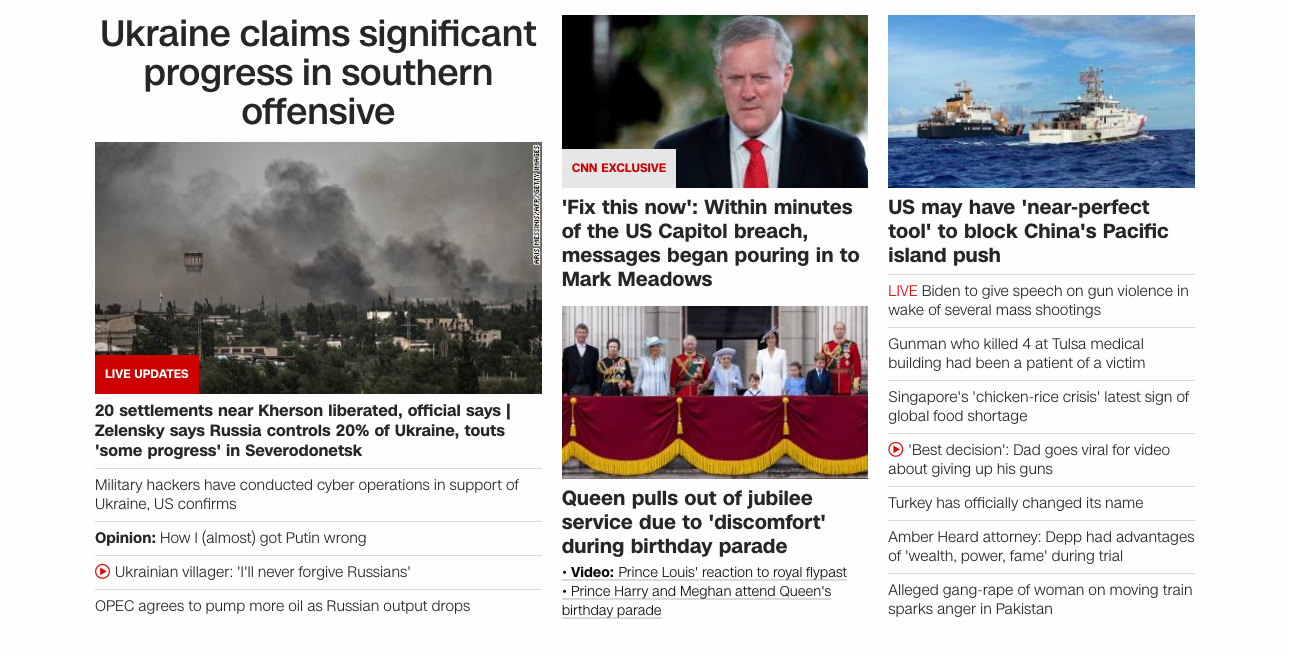 Ukraine claims significant
progress in southern
offensive
ARIS MESSINIS/AFP/GETTY IMAGES
LIVE UPDATES
20 settlements near Kherson liberated, official says |
Zelensky says Russia controls 20% of Ukraine, touts
'some progress' in Severodonetsk
Military hackers have conducted cyber operations in support of
Ukraine, US confirms
Opinion: How I (almost) got Putin wrong
Ukrainian villager: 'I'll never forgive Russians'
OPEC agrees to pump more oil as Russian output drops
CNN EXCLUSIVE
'Fix this now': Within minutes
of the US Capitol breach,
messages began pouring in to
Mark Meadows
Queen pulls out of jubilee
service due to 'discomfort'
during birthday parade
• Video: Prince Louis' reaction to royal flypast
• Prince Harry and Meghan attend Queen's
birthday parade
US may have 'near-perfect
tool' to block China's Pacific
island push
LIVE Biden to give speech on gun violence in
wake of several mass shootings
Gunman who killed 4 at Tulsa medical
building had been a patient of a victim
Singapore's 'chicken-rice crisis' latest sign of
global food shortage
'Best decision': Dad goes viral for video
about giving up his guns
Turkey has officially changed its name
Amber Heard attorney: Depp had advantages
of 'wealth, power, fame' during trial
Alleged gang-rape of woman on moving train
sparks anger in Pakistan